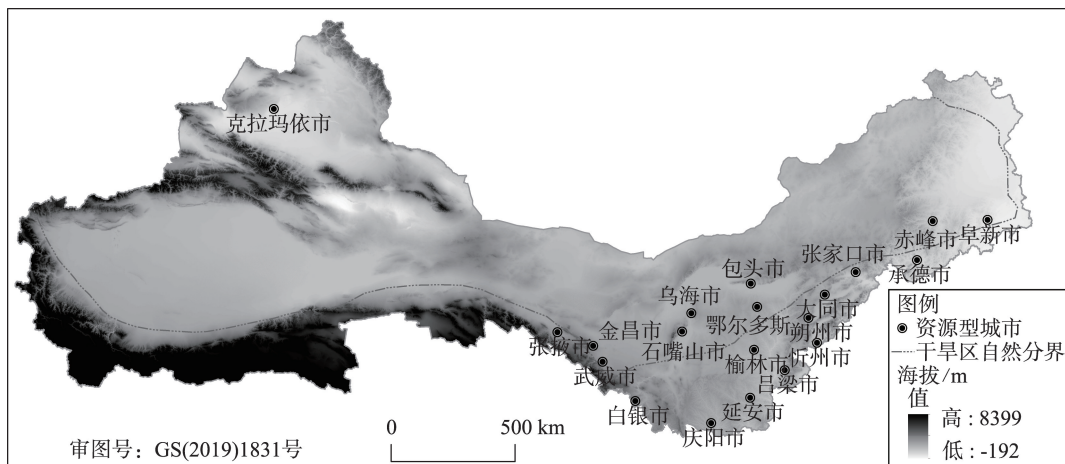 克拉玛依市
赤峰市
阜新市
张家口市
承德市
包头市
乌海市
大同市
鄂尔多斯
朔州市
金昌市
张掖市
石嘴山市
忻州市
榆林市
武威市
吕梁市
白银市
延安市
庆阳市
图例
资源型城市
干旱区自然分界
海拔/m
值
高：8399
低：-192
0 500 km
审图号：GS(2019)1831号